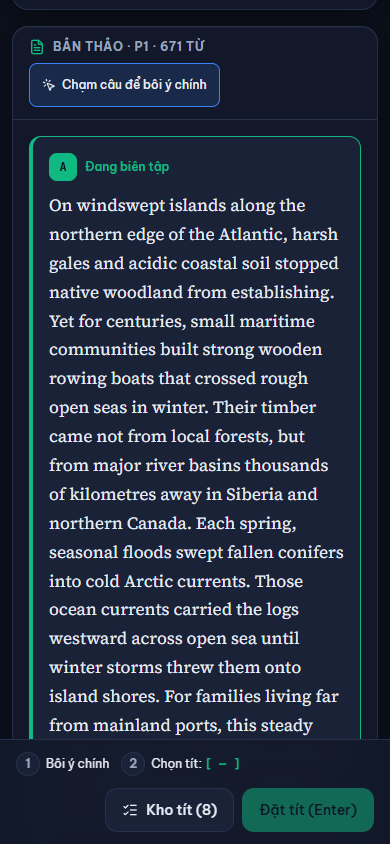 BẢN THẢO · P1 · 671 TỪ
Chạm câu để bôi ý chính
A Đang biên tập
On windswept islands along the
northern edge of the Atlantic, harsh
gales and acidic coastal soil stopped
native woodland from establishing.
Yet for centuries, small maritime
communities built strong wooden
rowing boats that crossed rough
open seas in winter. Their timber
came not from local forests, but
from major river basins thousands
of kilometres away in Siberia and
northern Canada. Each spring,
seasonal floods swept fallen conifers
into cold Arctic currents. Those
ocean currents carried the logs
westward across open sea until
winter storms threw them onto
island shores. For families living far
from mainland ports, this steady
1 Bôi ý chính 2 Chọn tít: [ – ]
Kho tít (8) Đặt tít (Enter)